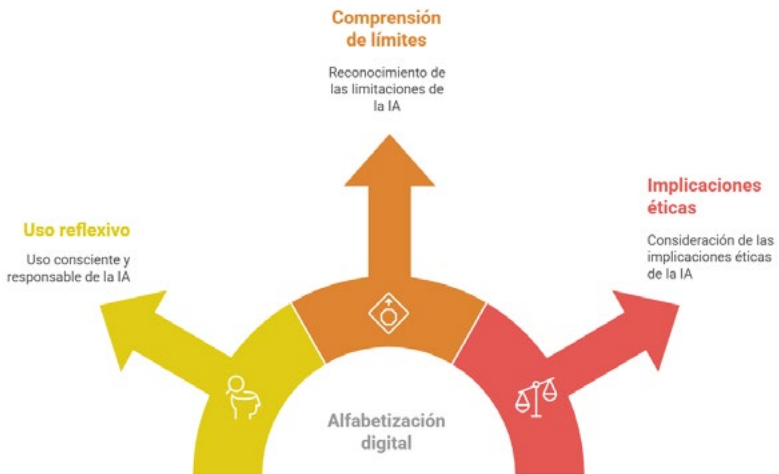 Comprensión
de límites
Reconocimiento de
las limitaciones de
la IA
Implicaciones
éticas
Consideración de las
implicaciones éticas
de la IA
Uso reflexivo
Uso consciente y
responsable de la IA
Alfabetización
digital